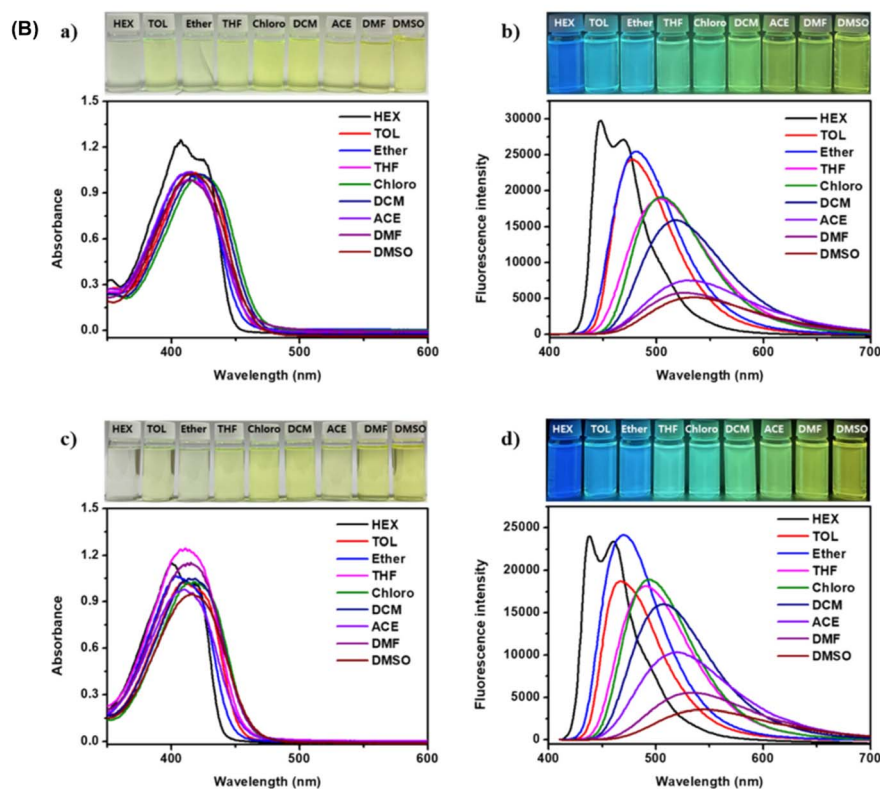 (B)
a)
HEX TOL Ether THF Chloro DCM ACE DMF DMSO
1.5
1.2
0.9
0.6
0.3
0.0
Absorbance
400 500 600
Wavelength (nm)
HEX
TOL
Ether
THF
Chloro
DCM
ACE
DMF
DMSO
b)
HEX TOL Ether THF Chloro DCM ACE DMF DMSO
30000
25000
20000
15000
10000
5000
0
Fluorescence intensity
400 500 600 700
Wavelength (nm)
HEX
TOL
Ether
THF
Chloro
DCM
ACE
DMF
DMSO
c)
HEX TOL Ether THF Chloro DCM ACE DMF DMSO
1.5
1.2
0.9
0.6
0.3
0.0
Absorbance
400 500 600
Wavelength (nm)
HEX
TOL
Ether
THF
Chloro
DCM
ACE
DMF
DMSO
d)
HEX TOL Ether THF Chloro DCM ACE DMF DMSO
25000
20000
15000
10000
5000
0
Fluorescence intensity
400 500 600 700
Wavelength (nm)
HEX
TOL
Ether
THF
Chloro
DCM
ACE
DMF
DMSO